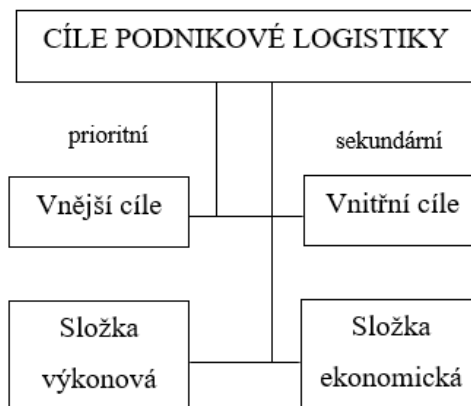 CÍLE PODNIKOVÉ LOGISTIKY
prioritní
sekundární
Vnější cíle
Vnitřní cíle
Složka
výkonová
Složka
ekonomická